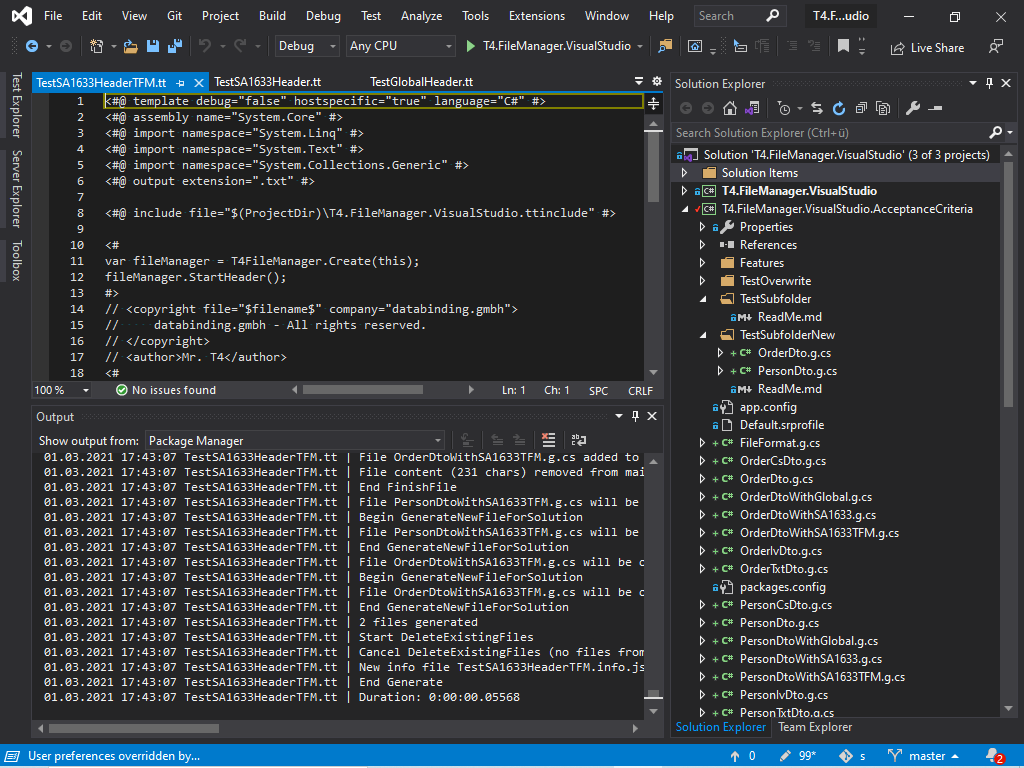 File Edit View Git Project Build Debug Test Analyze Tools Extensions Window Help Search T4.F...udio
Debug Any CPU T4.FileManager.VisualStudio Live Share
Test Explorer
Server Explorer
Toolbox
TestSA1633HeaderTFM.tt TestSA1633Header.tt TestGlobalHeader.tt
1 <#@ template debug="false" hostspecific="true" language="C#" #>
2 <#@ assembly name="System.Core" #>
3 <#@ import namespace="System.Linq" #>
4 <#@ import namespace="System.Text" #>
5 <#@ import namespace="System.Collections.Generic" #>
6 <#@ output extension=".txt" #>
7
8 <#@ include file="$(ProjectDir)\T4.FileManager.VisualStudio.ttinclude" #>
9
10 <#
11 var fileManager = T4FileManager.Create(this);
12 fileManager.StartHeader();
13 #>
14 // <copyright file="$filename$" company="databinding.gmbh">
15 //     databinding.gmbh - All rights reserved.
16 // </copyright>
17 // <author>Mr. T4</author>
18 <#
100 % No issues found Ln: 1 Ch: 1 SPC CRLF
Output
Show output from: Package Manager
01.03.2021 17:43:07 TestSA1633HeaderTFM.tt | File OrderDtoWithSA1633TFM.g.cs added to
01.03.2021 17:43:07 TestSA1633HeaderTFM.tt | File content (231 chars) removed from mai
01.03.2021 17:43:07 TestSA1633HeaderTFM.tt | End FinishFile
01.03.2021 17:43:07 TestSA1633HeaderTFM.tt | File PersonDtoWithSA1633TFM.g.cs will be
01.03.2021 17:43:07 TestSA1633HeaderTFM.tt | Begin GenerateNewFileForSolution
01.03.2021 17:43:07 TestSA1633HeaderTFM.tt | File PersonDtoWithSA1633TFM.g.cs will be
01.03.2021 17:43:07 TestSA1633HeaderTFM.tt | End GenerateNewFileForSolution
01.03.2021 17:43:07 TestSA1633HeaderTFM.tt | File OrderDtoWithSA1633TFM.g.cs will be c
01.03.2021 17:43:07 TestSA1633HeaderTFM.tt | Begin GenerateNewFileForSolution
01.03.2021 17:43:07 TestSA1633HeaderTFM.tt | File OrderDtoWithSA1633TFM.g.cs will be c
01.03.2021 17:43:07 TestSA1633HeaderTFM.tt | End GenerateNewFileForSolution
01.03.2021 17:43:07 TestSA1633HeaderTFM.tt | 2 files generated
01.03.2021 17:43:07 TestSA1633HeaderTFM.tt | Start DeleteExistingFiles
01.03.2021 17:43:07 TestSA1633HeaderTFM.tt | Cancel DeleteExistingFiles (no files from
01.03.2021 17:43:07 TestSA1633HeaderTFM.tt | New info file TestSA1633HeaderTFM.info.js
01.03.2021 17:43:07 TestSA1633HeaderTFM.tt | End Generate
01.03.2021 17:43:07 TestSA1633HeaderTFM.tt | Duration: 0:00:00.05568
Solution Explorer
Search Solution Explorer (Ctrl+ü)
Solution 'T4.FileManager.VisualStudio' (3 of 3 projects)
Solution Items
T4.FileManager.VisualStudio
T4.FileManager.VisualStudio.AcceptanceCriteria
Properties
References
Features
TestOverwrite
TestSubfolder
ReadMe.md
TestSubfolderNew
OrderDto.g.cs
PersonDto.g.cs
ReadMe.md
app.config
Default.srprofile
FileFormat.g.cs
OrderCsDto.g.cs
OrderDto.g.cs
OrderDtoWithGlobal.g.cs
OrderDtoWithSA1633.g.cs
OrderDtoWithSA1633TFM.g.cs
OrderIvDto.g.cs
OrderTxtDto.g.cs
packages.config
PersonCsDto.g.cs
PersonDto.g.cs
PersonDtoWithGlobal.g.cs
PersonDtoWithSA1633.g.cs
PersonDtoWithSA1633TFM.g.cs
PersonIvDto.g.cs
PersonTxtDto.g.cs
Solution Explorer Team Explorer
User preferences overridden by... 0 99* s master 2